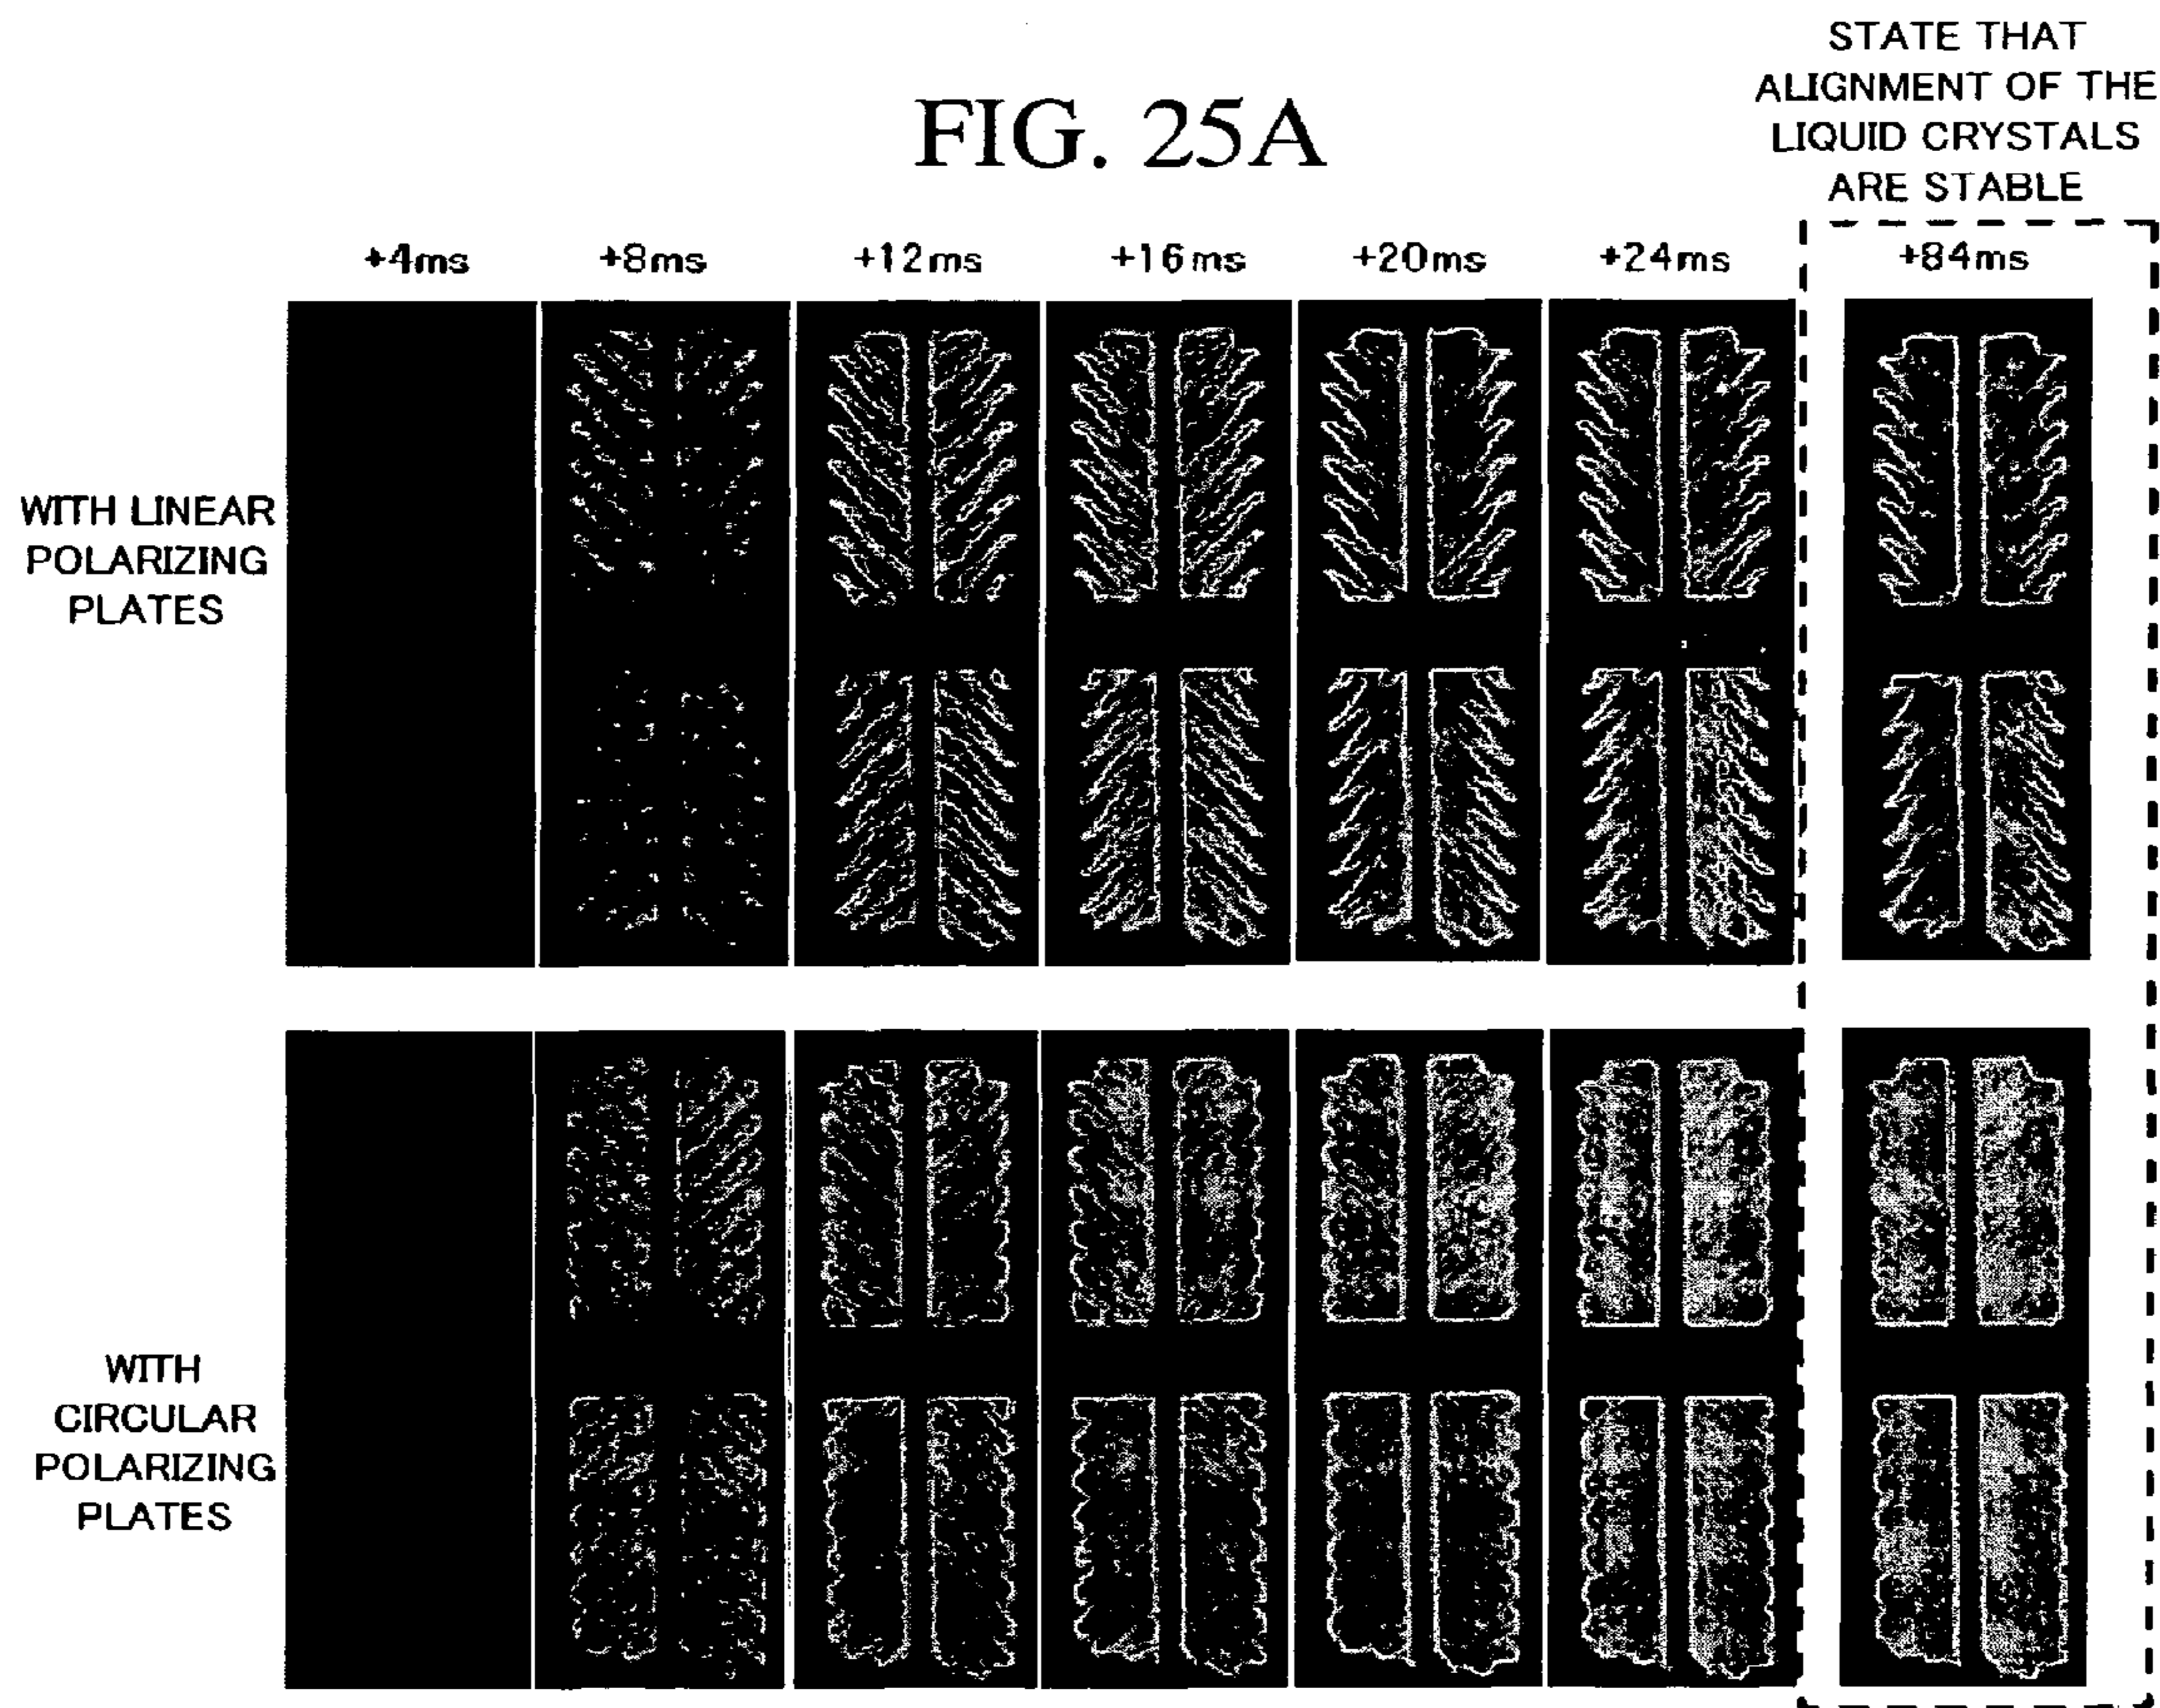 STATE THAT
ALIGNMENT OF THE
LIQUID CRYSTALS
ARE STABLE
FIG. 25A
+4ms +8ms +12ms +16ms +20ms +24ms +84ms
WITH LINEAR
POLARIZING
PLATES
WITH
CIRCULAR
POLARIZING
PLATES